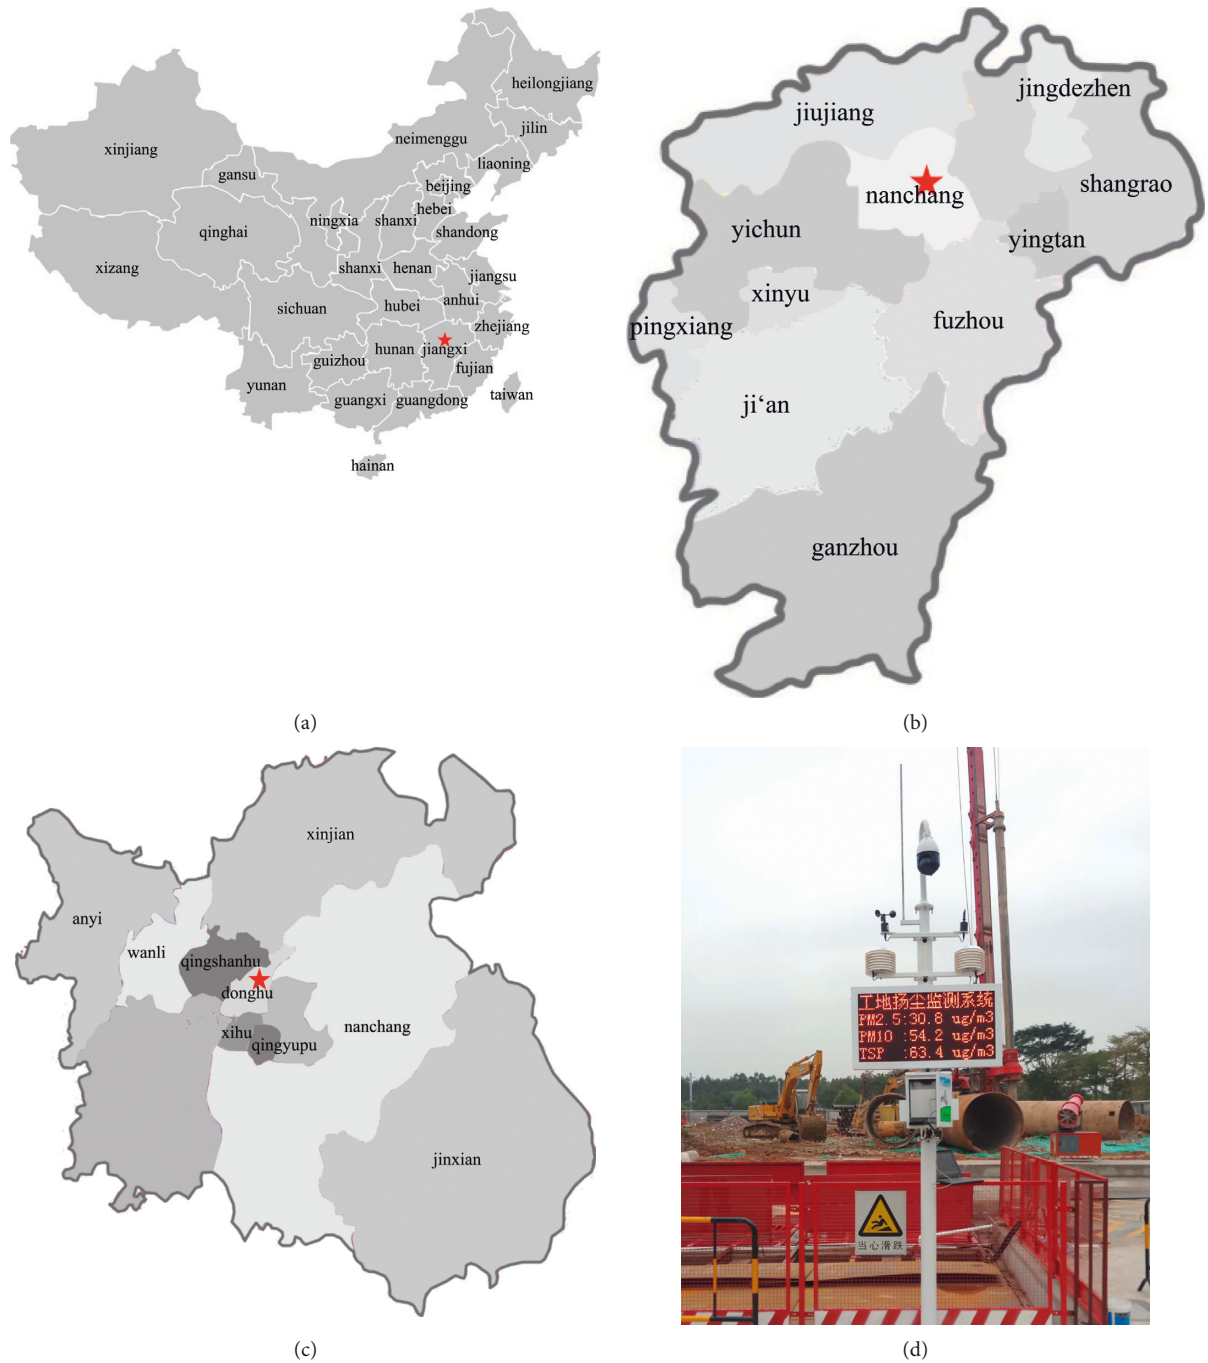 heilongjiang
jilin
neimenggu
xinjiang
liaoning
gansu
beijing
hebei
ningxia
shanxi
qinghai
shandong
xizang
shanxi
henan
jiangsu
anhui
sichuan
hubei
zhejiang
hunan
jiangxi
guizhou
fujian
yunan
taiwan
guangxi
guangdong
hainan
(a)
jingdezhen
jiujiang
shangrao
nanchang
yichun
yingtan
xinyu
fuzhou
pingxiang
ji‘an
ganzhou
(b)
xinjian
anyi
wanli
qingshanhu
donghu
xihu
nanchang
qingyupu
jinxian
(c)
工地扬尘监测系统
PM2.5:30.8 ug/m3
PM10 :54.2 ug/m3
TSP :63.4 ug/m3
当心滑跌
(d)